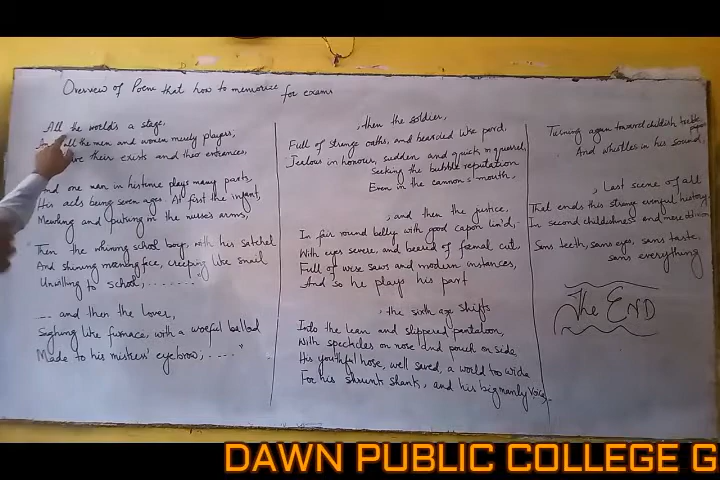 Overview of Poem that how to memorice for exams
All the world's a stage,
all the men and women merely players,
their exists and their entrances,
And one man in his time plays many parts
His acts being seven ages. At first the infant,
Mewling and puking in the nurse's arms,
Then the whining school boy, with his satchel
And shining morning face, creeping like snail
Unwilling to school, .......
... and then the Lover,
Sighing like furnace, with a woeful ballad
Made to his mistress' eyebrow, ....."
, then the soldier,
Full of strange oaths, and bearded like pard,
Jealous in honour, sudden and quick in quarrel,
Seeking the bubble reputation
Even in the cannon's mouth,
, and then the justice,
In fair round belly with good capon lin'd,
With eyes severe, and beared of femal cut
Full of wise saws and modern instances,
And so he plays his part
, the sixth age shifts
Into the lean and slippered pantaloon,
With spectacles on nose and pouch on side,
His youthful hose, well saved, a world too wide
For his shrunk shank, and his big manly voice,
Turning again toward childish treble pipes
And whistles in his sound,
, Last scene of all
That ends this strange eventful history.
In second childishness and mere oblivion
Sans teeth, sans eyes, sans taste,
sans everything
The END
DAWN PUBLIC COLLEGE G